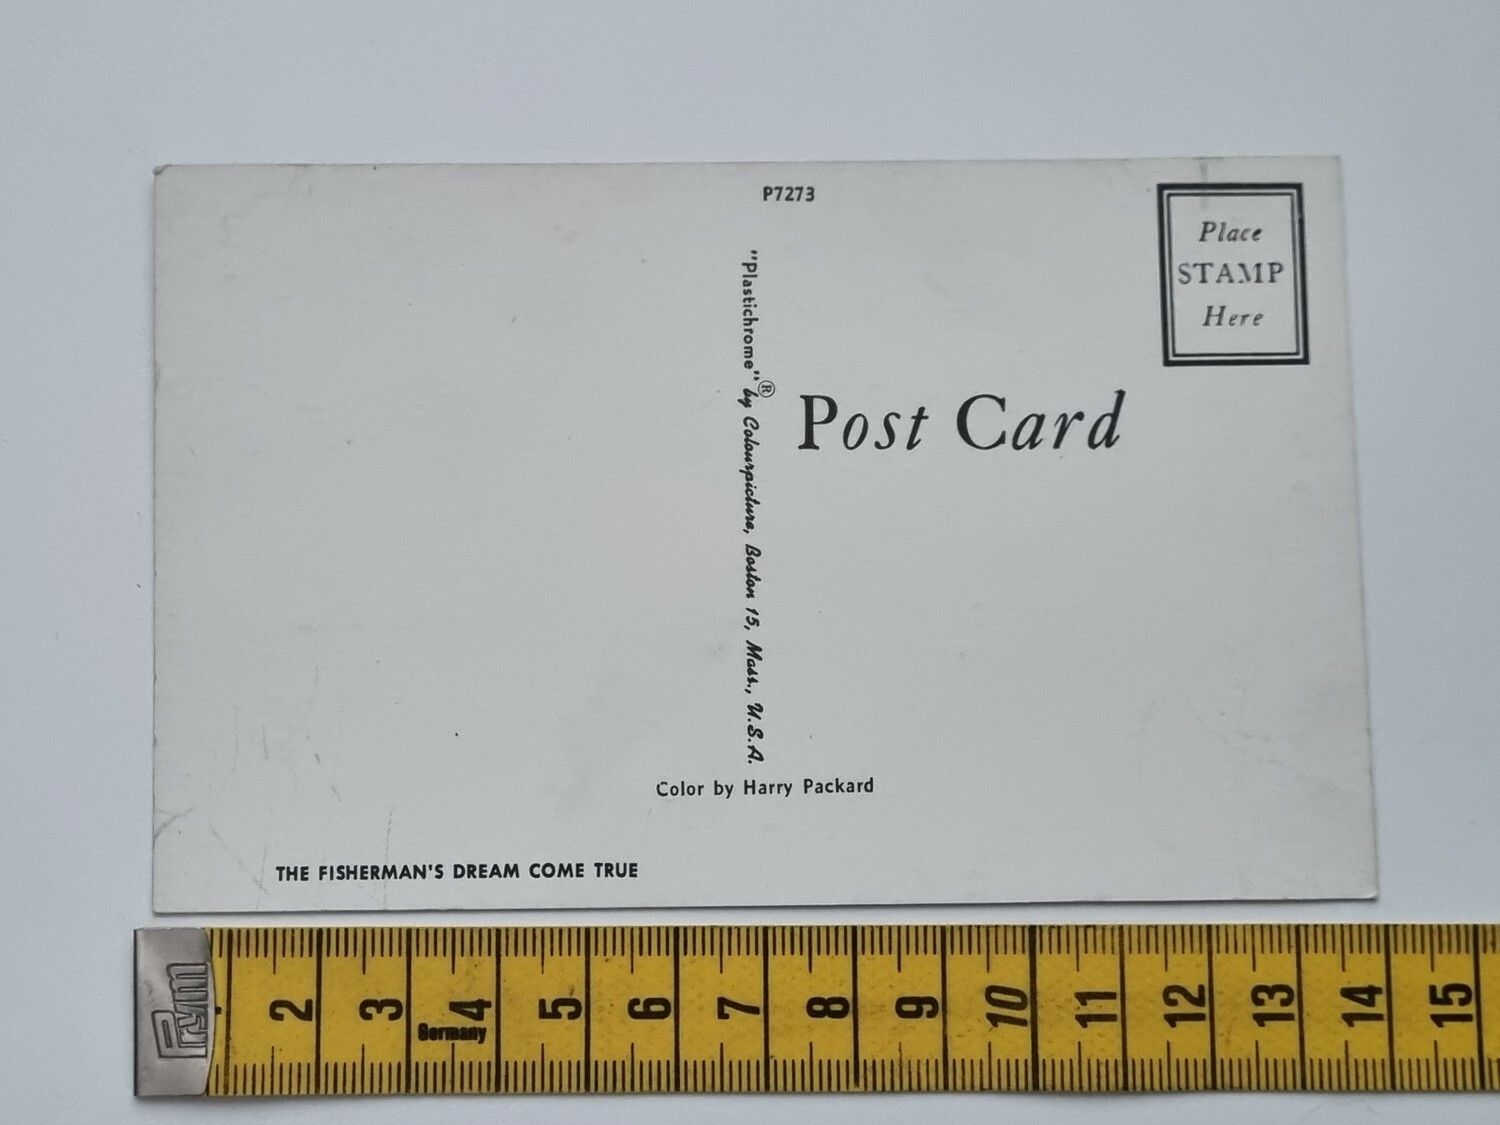 P7273
Place
STAMP
Here
"Plastichrome"® by Colourpicture, Boston 15, Mass., U.S.A.
Post Card
Color by Harry Packard
THE FISHERMAN'S DREAM COME TRUE
Prym
2 3 4 5 6 7 8 9 10 11 12 13 14 15
Germany